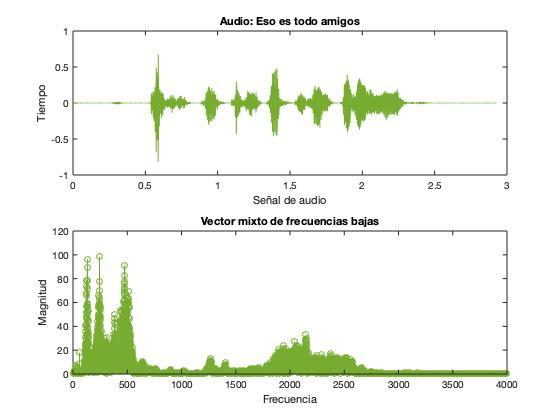 Audio: Eso es todo amigos
1
0.5
0
-0.5
-1
Tiempo
0 0.5 1 1.5 2 2.5 3
Señal de audio
Vector mixto de frecuencias bajas
120
100
80
60
40
20
0
Magnitud
0 500 1000 1500 2000 2500 3000 3500 4000
Frecuencia